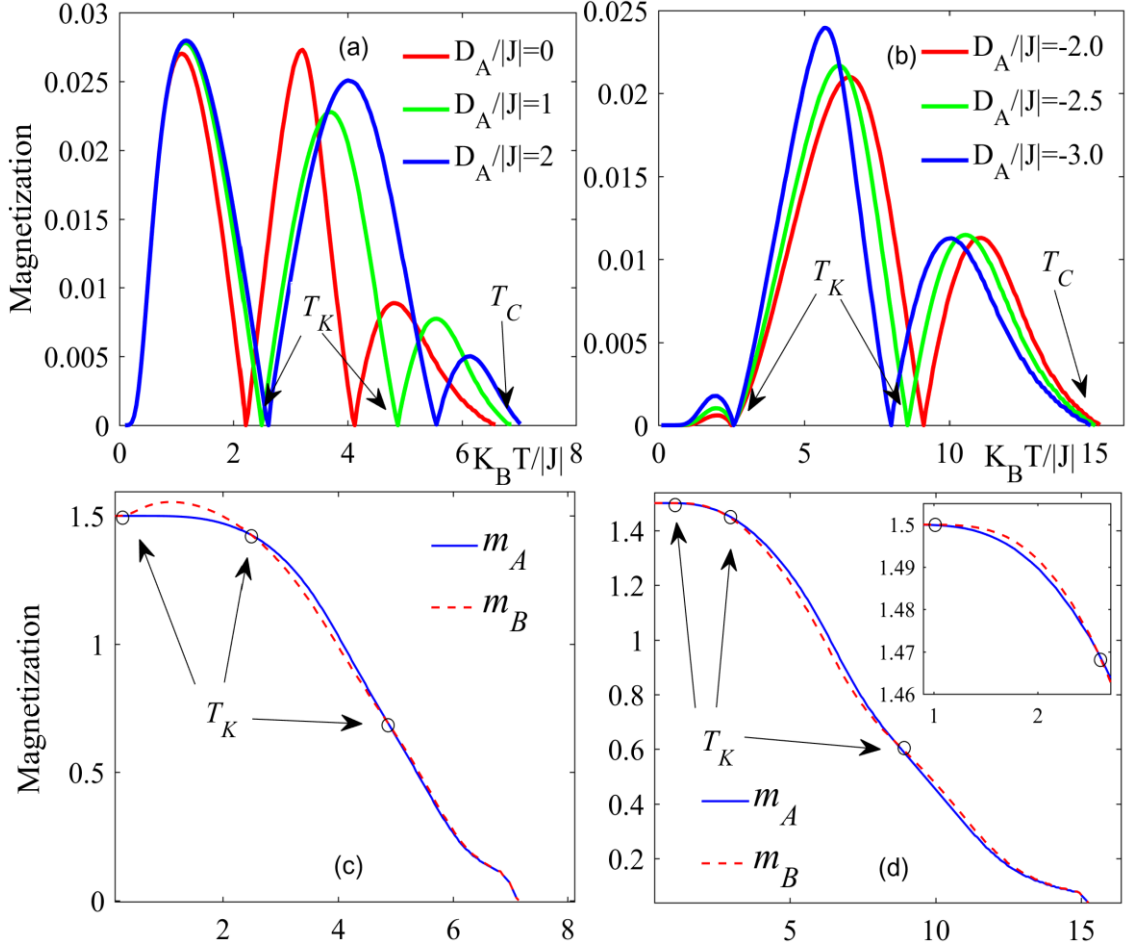 0.03
0.025
0.02
0.015
0.01
0.005
0
Magnetization
(a)
D_A/|J|=0
D_A/|J|=1
D_A/|J|=2
T_K
T_C
0 2 4 6 8
K_BT/|J|
0.025
0.020
0.015
0.010
0.005
0.000
(b)
D_A/|J|=-2.0
D_A/|J|=-2.5
D_A/|J|=-3.0
T_K
T_C
0 5 10 15
K_BT/|J|
1.5
1
0.5
0
Magnetization
m_A
m_B
T_K
(c)
2 4 6 8
1.4
1.2
1
0.8
0.6
0.4
0.2
1.5
1.49
1.48
1.47
1.46
1 2
T_K
m_A
m_B
(d)
5 10 15